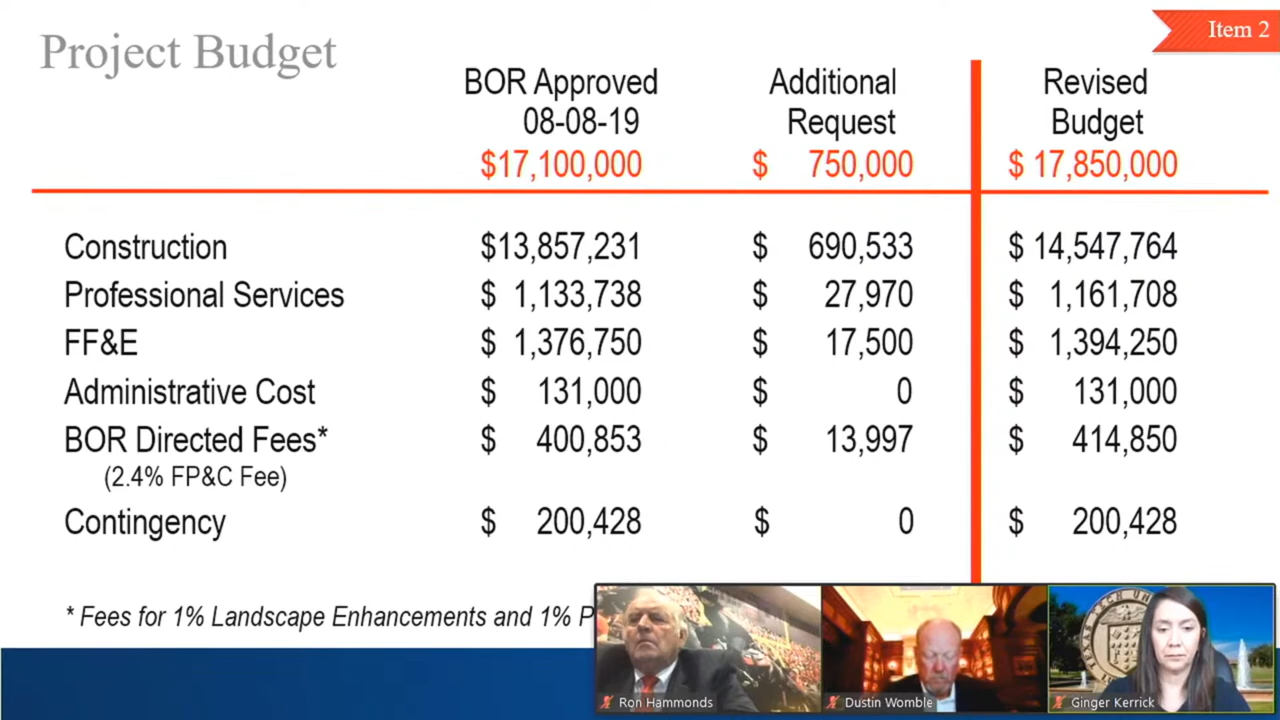 Project Budget
Item 2
BOR Approved Additional Revised
08-08-19 Request Budget
$17,100,000 $ 750,000 $ 17,850,000
Construction $13,857,231 $ 690,533 $ 14,547,764
Professional Services $ 1,133,738 $ 27,970 $ 1,161,708
FF&E $ 1,376,750 $ 17,500 $ 1,394,250
Administrative Cost $ 131,000 $ 0 $ 131,000
BOR Directed Fees* $ 400,853 $ 13,997 $ 414,850
(2.4% FP&C Fee)
Contingency $ 200,428 $ 0 $ 200,428
* Fees for 1% Landscape Enhancements and 1% P
Ron Hammonds Dustin Womble Ginger Kerrick